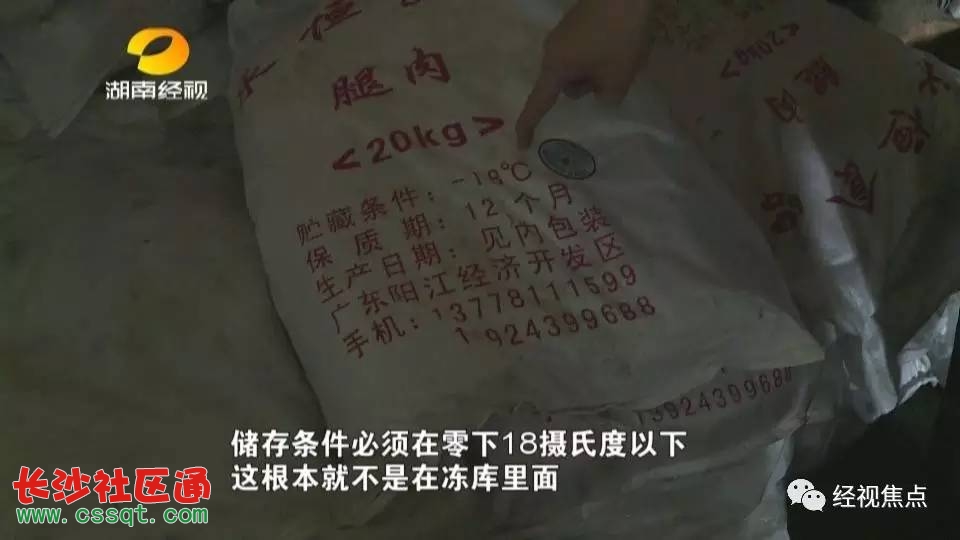 湖南经视
腿肉
<20kg>
贮藏条件：-18℃
保质期：12个月
生产日期：见内包装
广东阳江经济开发区
手机：13778111599
1 924399688
<20kg>
13924399688
储存条件必须在零下18摄氏度以下
这根本就不是在冻库里面
长沙社区通
www.cssqt.com
经视焦点